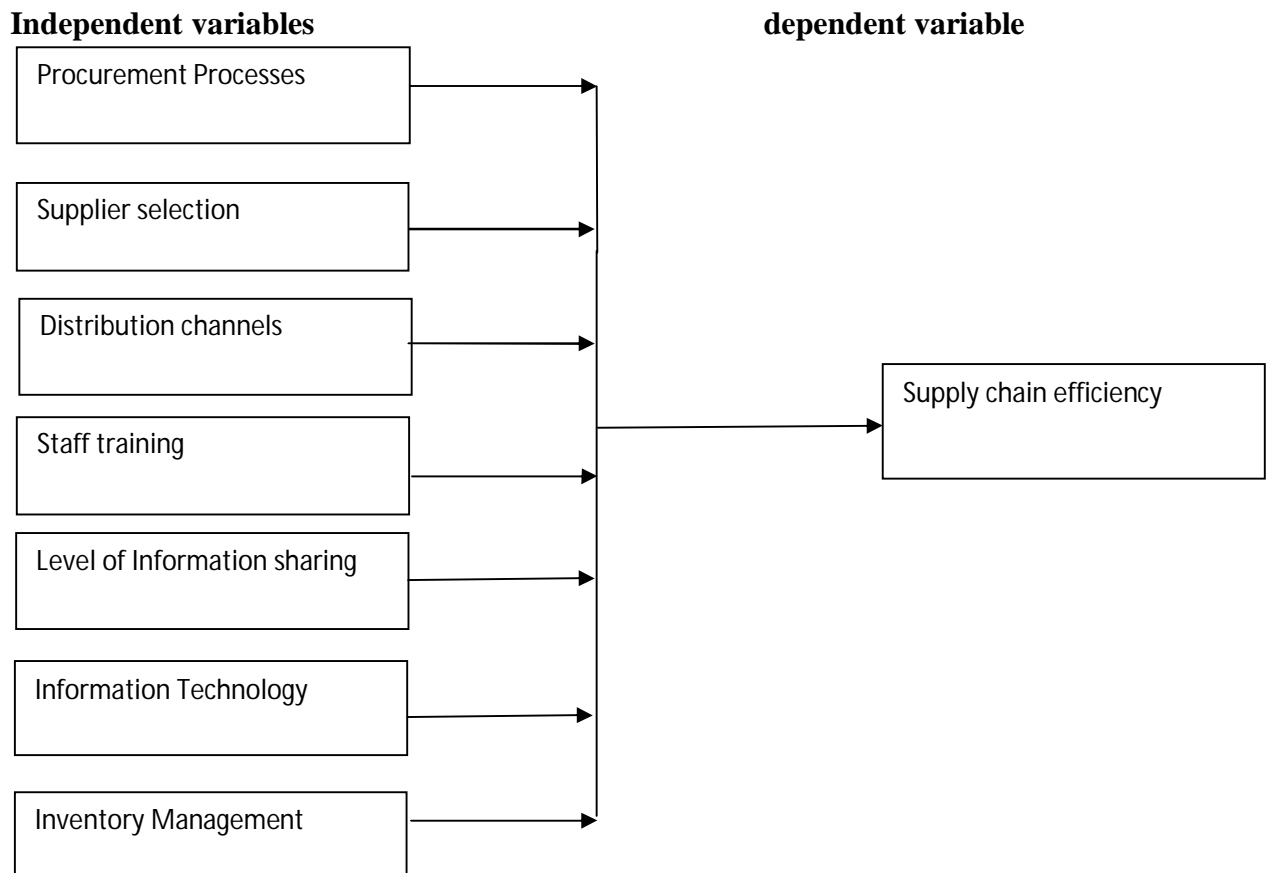 Independent variables
dependent variable
Procurement Processes
Supplier selection
Distribution channels
Supply chain efficiency
Staff training
Level of Information sharing
Information Technology
Inventory Management